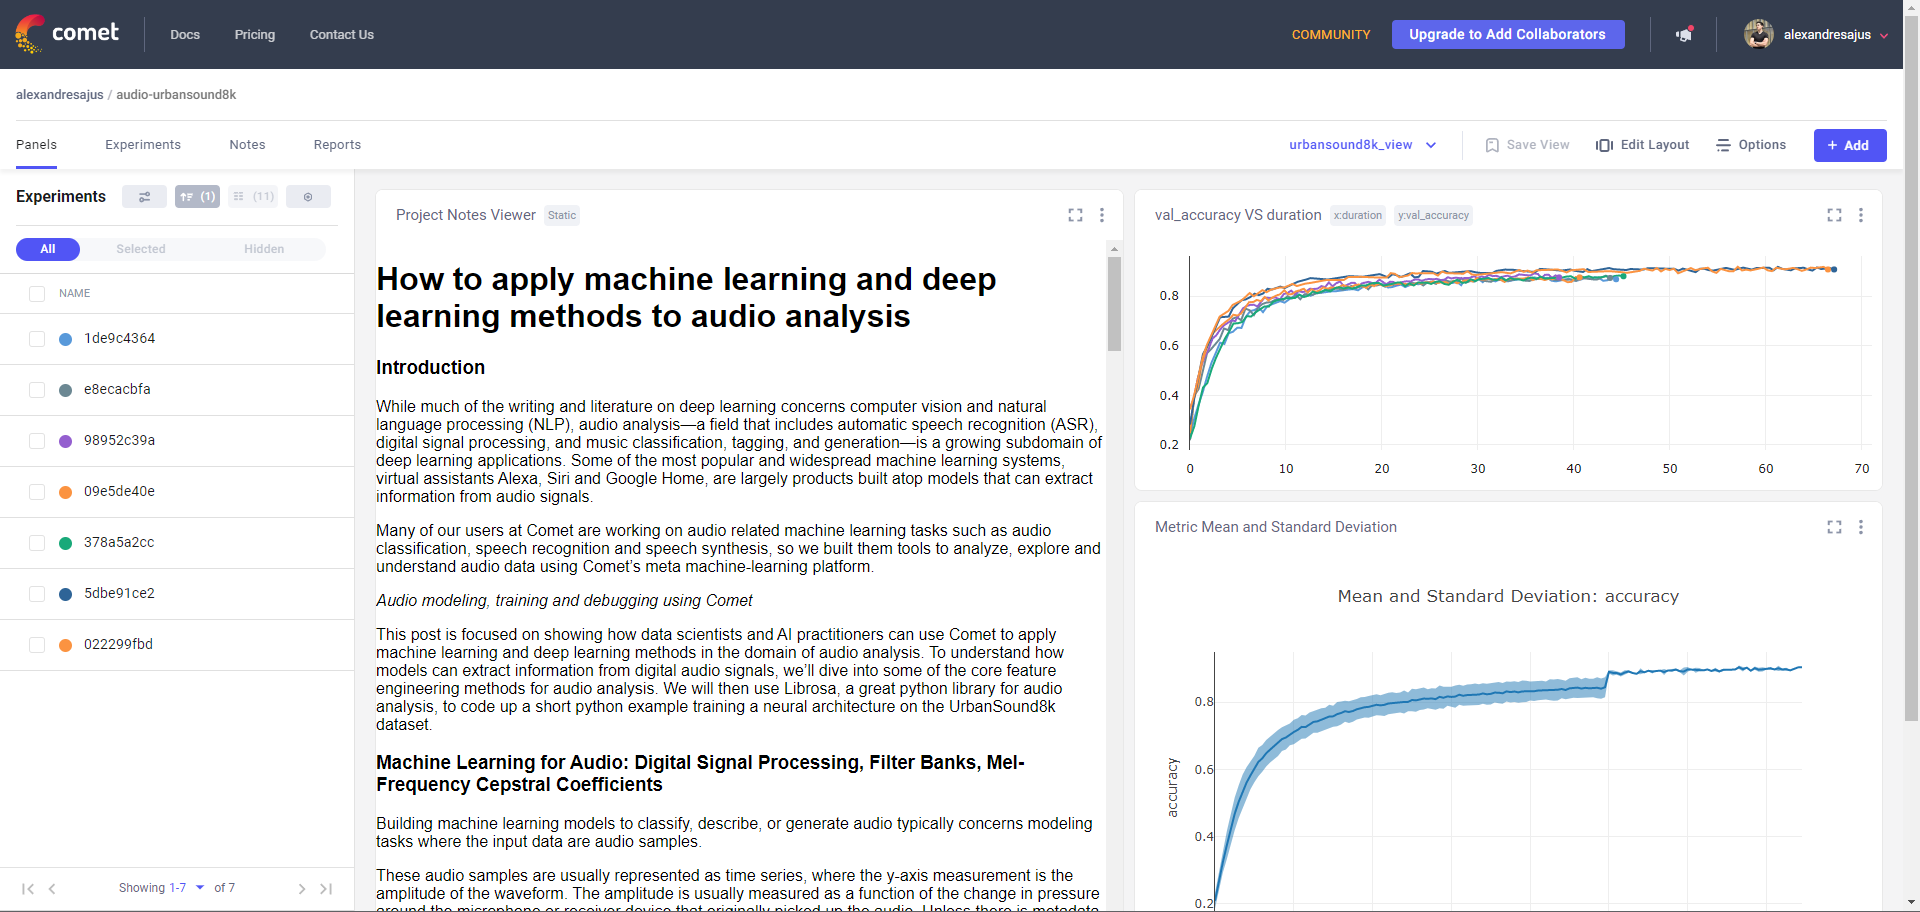 comet
Docs
Pricing
Contact Us
COMMUNITY
Upgrade to Add Collaborators
alexandresajus
alexandresajus / audio-urbansound8k
Panels
Experiments
Notes
Reports
urbansound8k_view
Save View
Edit Layout
Options
+ Add
Experiments
(1)
(11)
All
Selected
Hidden
NAME
1de9c4364
e8ecacbfa
98952c39a
09e5de40e
378a5a2cc
5dbe91ce2
022299fbd
Showing 1-7 of 7
Project Notes Viewer
Static
How to apply machine learning and deep
learning methods to audio analysis
Introduction
While much of the writing and literature on deep learning concerns computer vision and natural
language processing (NLP), audio analysis—a field that includes automatic speech recognition (ASR),
digital signal processing, and music classification, tagging, and generation—is a growing subdomain of
deep learning applications. Some of the most popular and widespread machine learning systems,
virtual assistants Alexa, Siri and Google Home, are largely products built atop models that can extract
information from audio signals.
Many of our users at Comet are working on audio related machine learning tasks such as audio
classification, speech recognition and speech synthesis, so we built them tools to analyze, explore and
understand audio data using Comet’s meta machine-learning platform.
Audio modeling, training and debugging using Comet
This post is focused on showing how data scientists and AI practitioners can use Comet to apply
machine learning and deep learning methods in the domain of audio analysis. To understand how
models can extract information from digital audio signals, we’ll dive into some of the core feature
engineering methods for audio analysis. We will then use Librosa, a great python library for audio
analysis, to code up a short python example training a neural architecture on the UrbanSound8k
dataset.
Machine Learning for Audio: Digital Signal Processing, Filter Banks, Mel-
Frequency Cepstral Coefficients
Building machine learning models to classify, describe, or generate audio typically concerns modeling
tasks where the input data are audio samples.
These audio samples are usually represented as time series, where the y-axis measurement is the
amplitude of the waveform. The amplitude is usually measured as a function of the change in pressure
around the microphone or receiver device that originally picked up the audio. Unless there is metadata
val_accuracy VS duration
x:duration
y:val_accuracy
0.8
0.6
0.4
0.2
0 10 20 30 40 50 60 70
Metric Mean and Standard Deviation
Mean and Standard Deviation: accuracy
accuracy
0.8
0.6
0.4
0.2